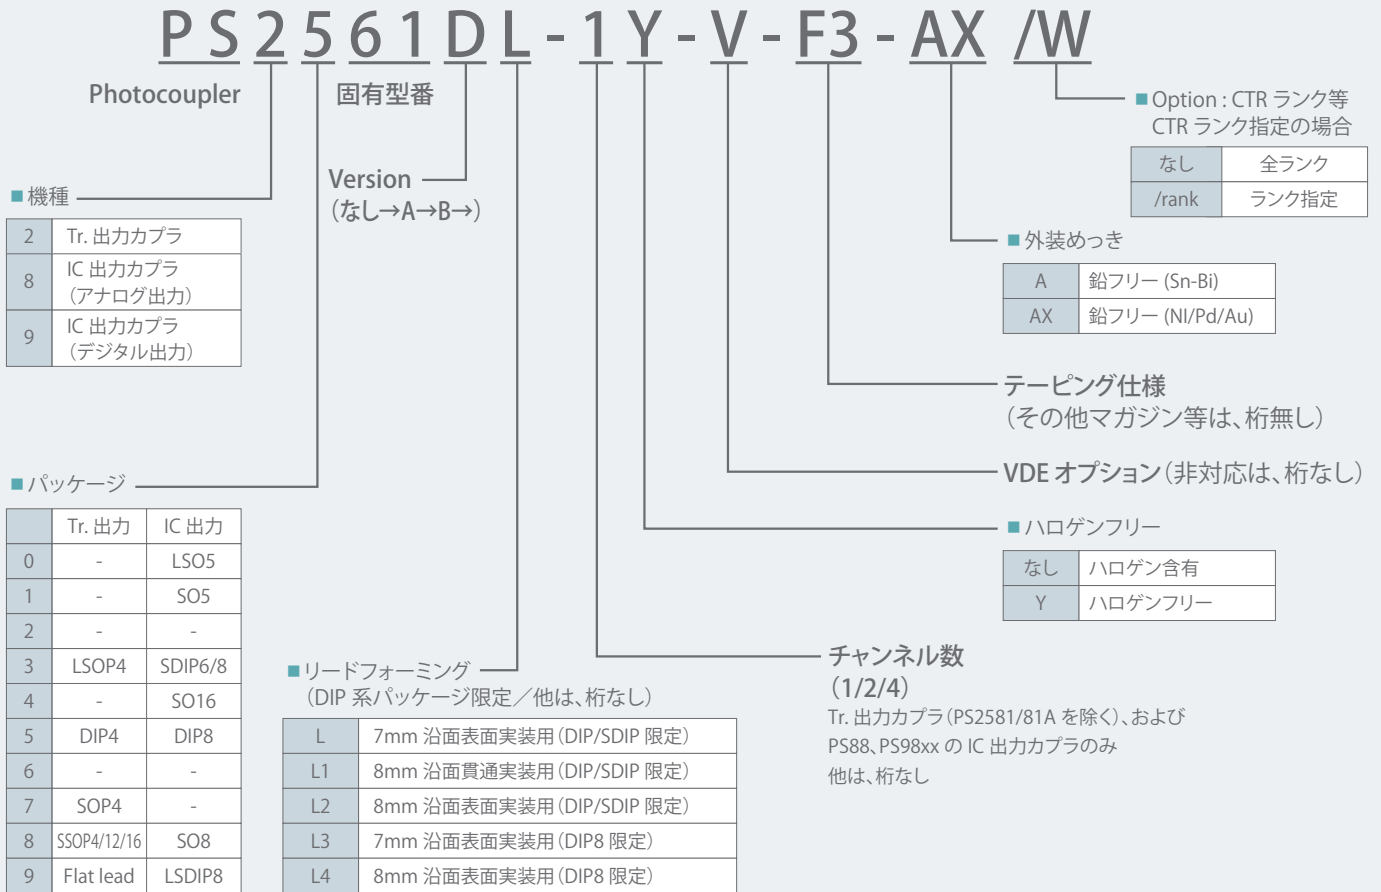 PS2561DL-1Y-V-F3-AX /W
Photocoupler
固有型番
Version
（なし→A→B→）
■機種
2 Tr. 出力カプラ
8 IC 出力カプラ
（アナログ出力）
9 IC 出力カプラ
（デジタル出力）
■パッケージ
Tr. 出力 IC 出力
0 - LSO5
1 - SO5
2 - -
3 LSOP4 SDIP6/8
4 - SO16
5 DIP4 DIP8
6 - -
7 SOP4 -
8 SSOP4/12/16 SO8
9 Flat lead LSDIP8
■リードフォーミング
（DIP 系パッケージ限定／他は、桁なし）
L 7mm 沿面表面実装用（DIP/SDIP 限定）
L1 8mm 沿面貫通実装用（DIP/SDIP 限定）
L2 8mm 沿面表面実装用（DIP/SDIP 限定）
L3 7mm 沿面表面実装用（DIP8 限定）
L4 8mm 沿面表面実装用（DIP8 限定）
■Option : CTR ランク等
CTR ランク指定の場合
なし 全ランク
/rank ランク指定
■外装めっき
A 鉛フリー (Sn-Bi)
AX 鉛フリー (NI/Pd/Au)
テーピング仕様
（その他マガジン等は、桁無し）
VDE オプション（非対応は、桁なし）
■ハロゲンフリー
なし ハロゲン含有
Y ハロゲンフリー
チャンネル数
（1/2/4）
Tr. 出力カプラ（PS2581/81A を除く）、および
PS88、PS98xx の IC 出力カプラのみ
他は、桁なし